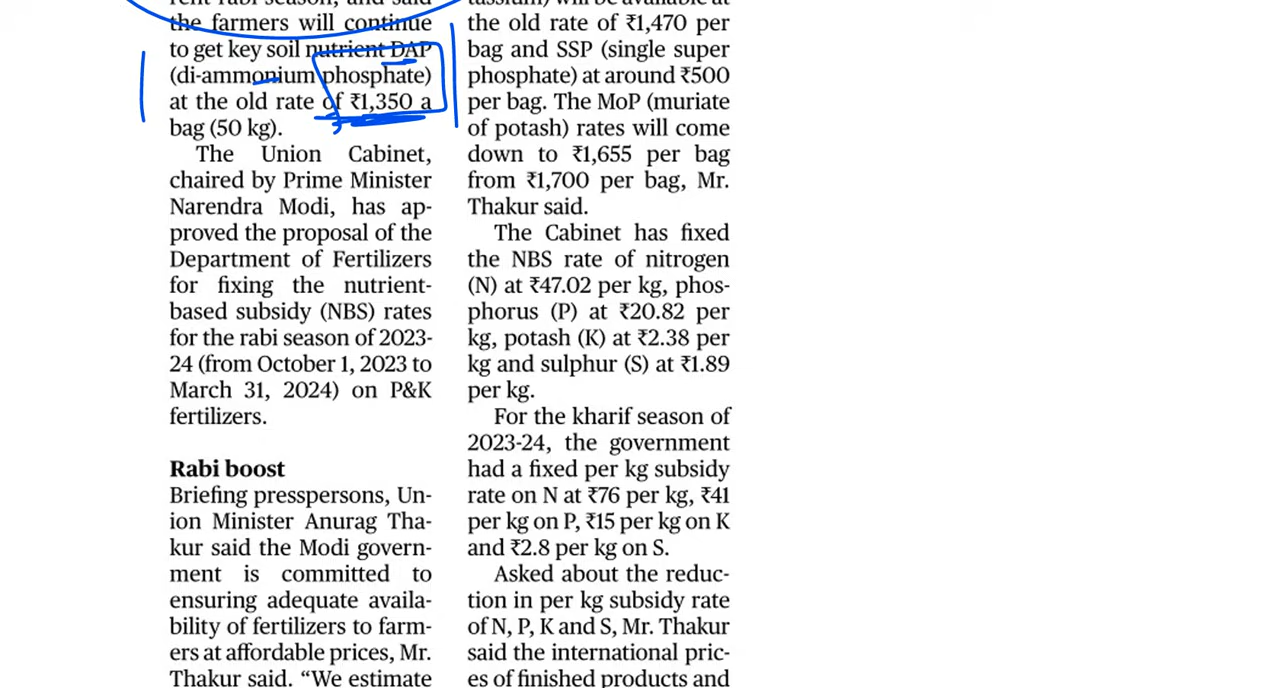 rent rabi season, and said
the farmers will continue
to get key soil nutrient DAP
(di-ammonium phosphate)
at the old rate of ₹1,350 a
bag (50 kg).
The Union Cabinet,
chaired by Prime Minister
Narendra Modi, has ap-
proved the proposal of the
Department of Fertilizers
for fixing the nutrient-
based subsidy (NBS) rates
for the rabi season of 2023-
24 (from October 1, 2023 to
March 31, 2024) on P&K
fertilizers.
Rabi boost
Briefing presspersons, Un-
ion Minister Anurag Tha-
kur said the Modi govern-
ment is committed to
ensuring adequate availa-
bility of fertilizers to farm-
ers at affordable prices, Mr.
Thakur said. “We estimate
tassium) will be available at
the old rate of ₹1,470 per
bag and SSP (single super
phosphate) at around ₹500
per bag. The MoP (muriate
of potash) rates will come
down to ₹1,655 per bag
from ₹1,700 per bag, Mr.
Thakur said.
The Cabinet has fixed
the NBS rate of nitrogen
(N) at ₹47.02 per kg, phos-
phorus (P) at ₹20.82 per
kg, potash (K) at ₹2.38 per
kg and sulphur (S) at ₹1.89
per kg.
For the kharif season of
2023-24, the government
had a fixed per kg subsidy
rate on N at ₹76 per kg, ₹41
per kg on P, ₹15 per kg on K
and ₹2.8 per kg on S.
Asked about the reduc-
tion in per kg subsidy rate
of N, P, K and S, Mr. Thakur
said the international pric-
es of finished products and